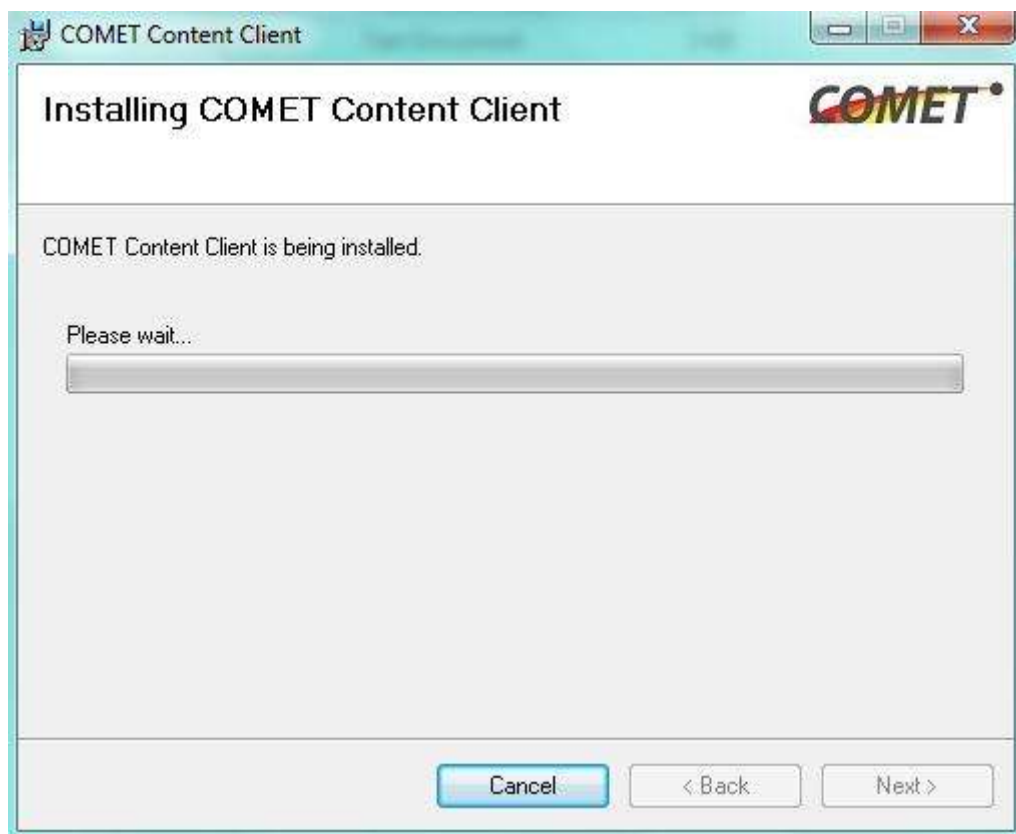 COMET Content Client
Installing COMET Content Client
COMET
COMET Content Client is being installed.
Please wait...
Cancel
< Back
Next >